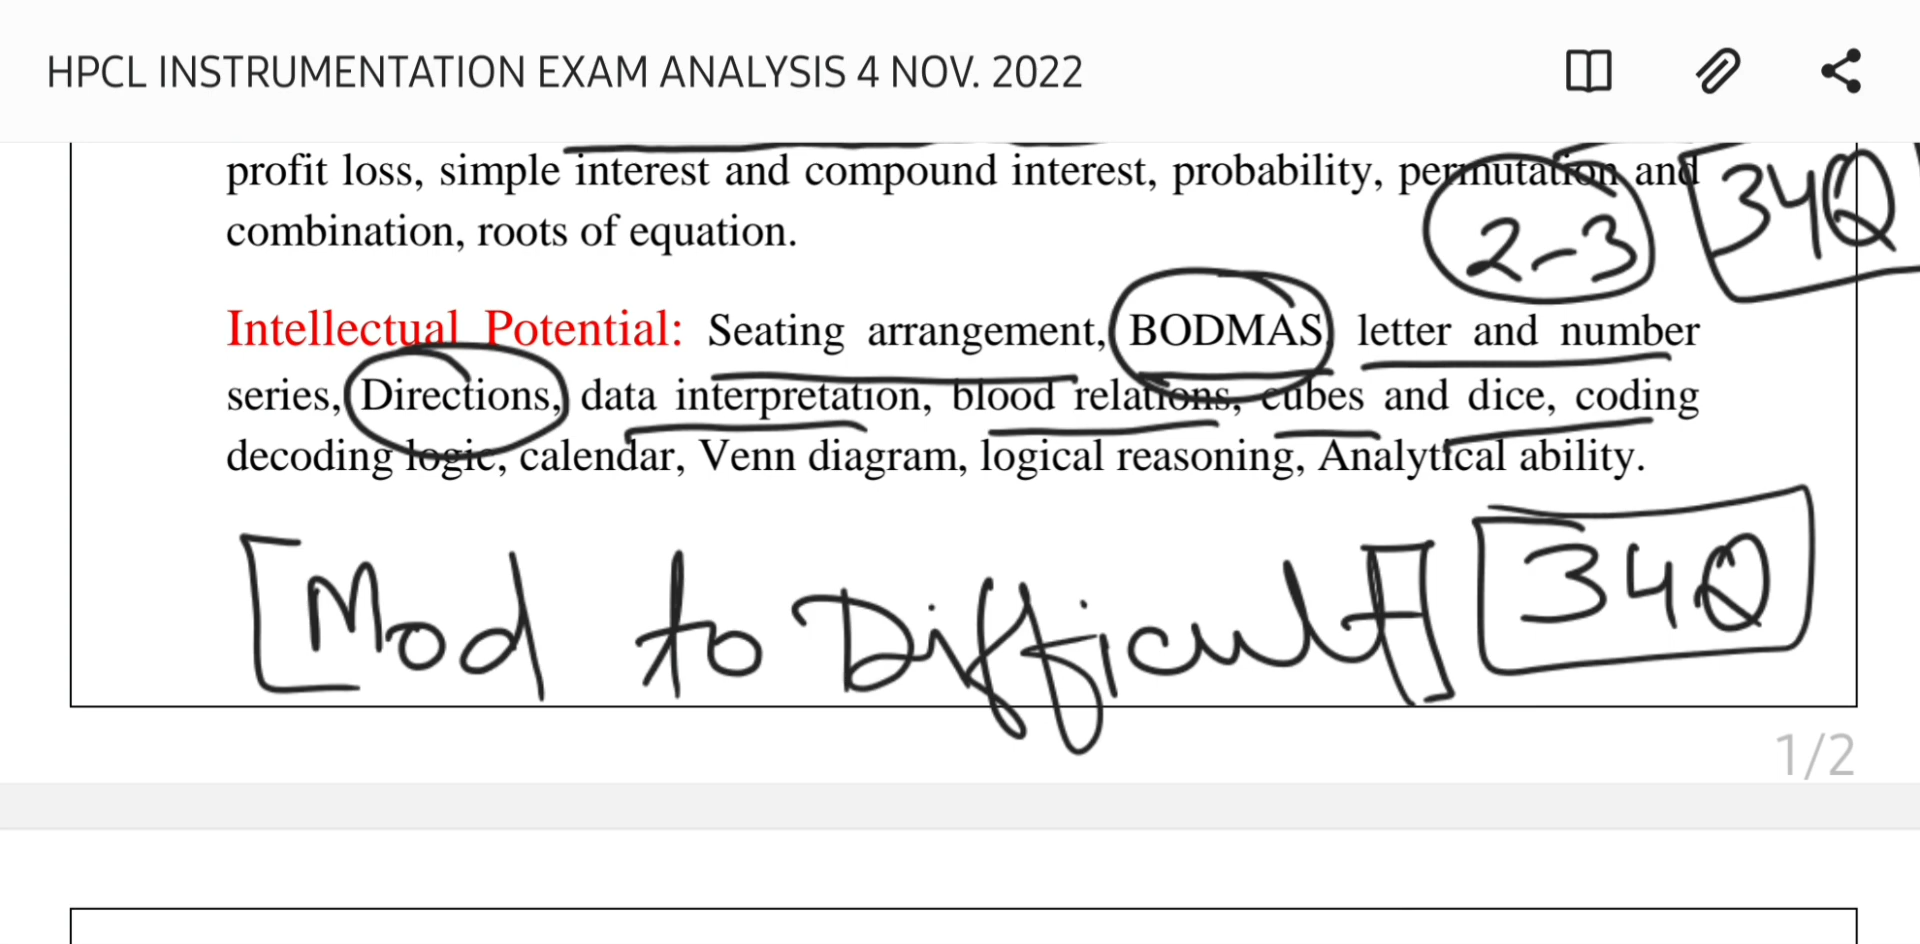 HPCL INSTRUMENTATION EXAM ANALYSIS 4 NOV. 2022
profit loss, simple interest and compound interest, probability, permutation and
combination, roots of equation.
2-3
34Q
Intellectual Potential: Seating arrangement, BODMAS, letter and number
series, Directions, data interpretation, blood relations, cubes and dice, coding
decoding logic, calendar, Venn diagram, logical reasoning, Analytical ability.
[Mod to Difficult]
34Q
1/2